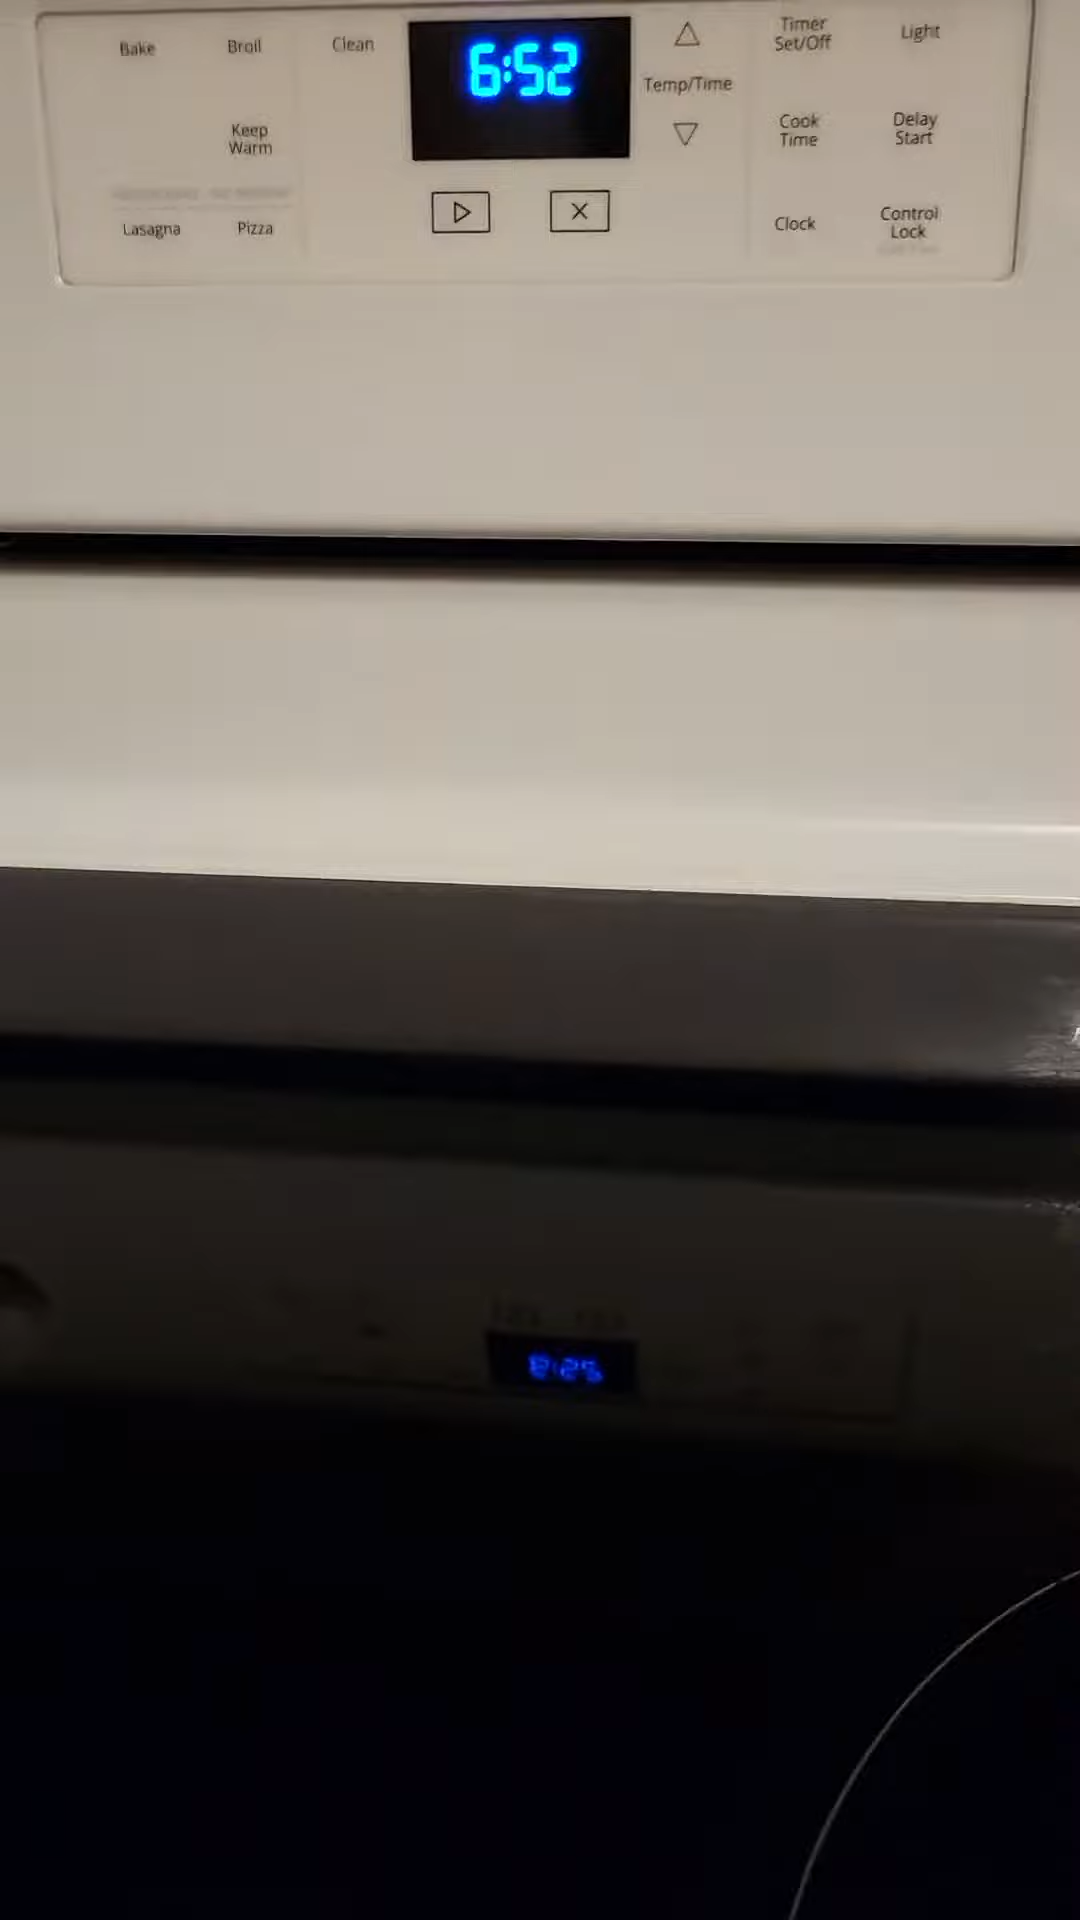 Bake Broil Clean 6:52 Temp/Time Timer Set/Off Light
Keep Warm Cook Time Delay Start
Lasagna Pizza Clock Control Lock